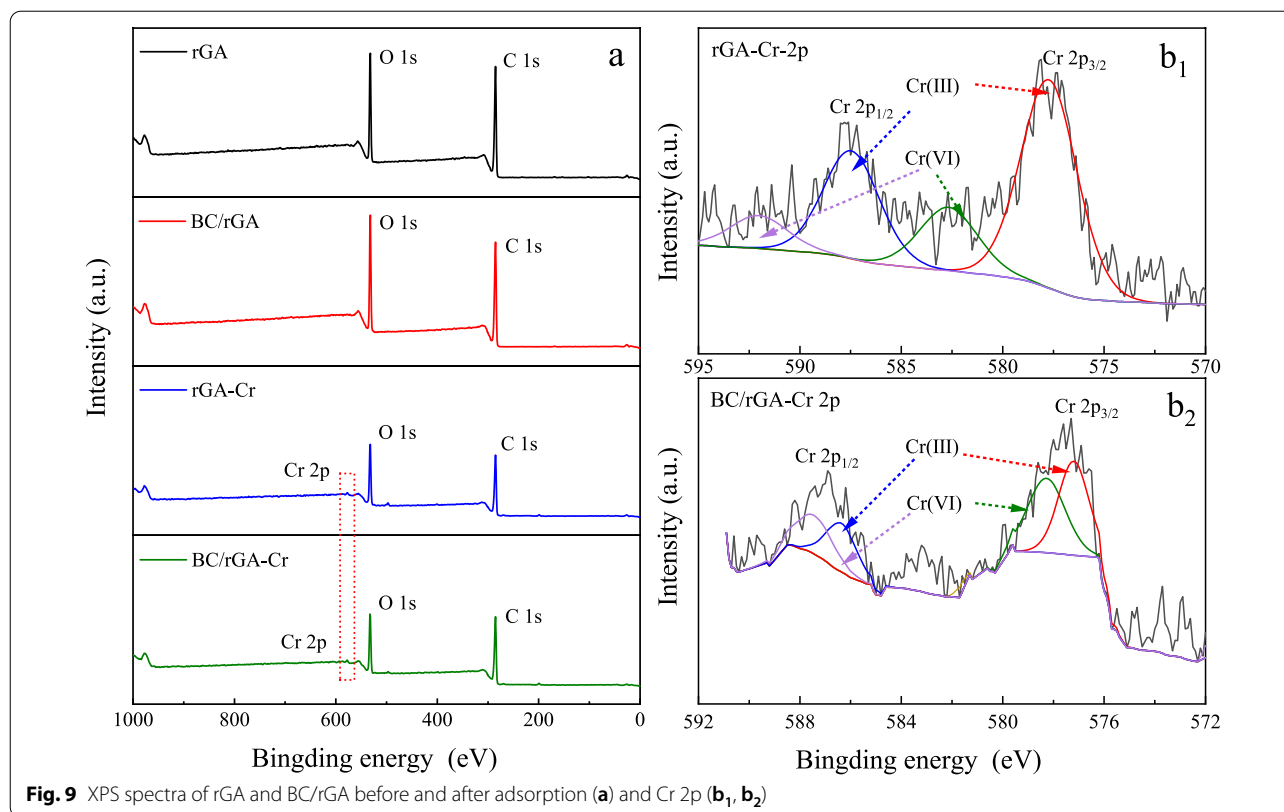 a
rGA
O 1s
C 1s
BC/rGA
rGA-Cr
O 1s
C 1s
Cr 2p
BC/rGA-Cr
O 1s
C 1s
Cr 2p
Intensity (a.u.)
1000 800 600 400 200 0
Bingding energy (eV)
rGA-Cr-2p
b1
Cr 2p3/2
Cr(III)
Cr 2p1/2
Cr(VI)
Intensity (a.u.)
595 590 585 580 575 570
BC/rGA-Cr 2p
b2
Cr 2p3/2
Cr 2p1/2
Cr(III)
Cr(VI)
Intensity (a.u.)
592 588 584 580 576 572
Bingding energy (eV)
Fig. 9 XPS spectra of rGA and BC/rGA before and after adsorption (a) and Cr 2p (b1, b2)